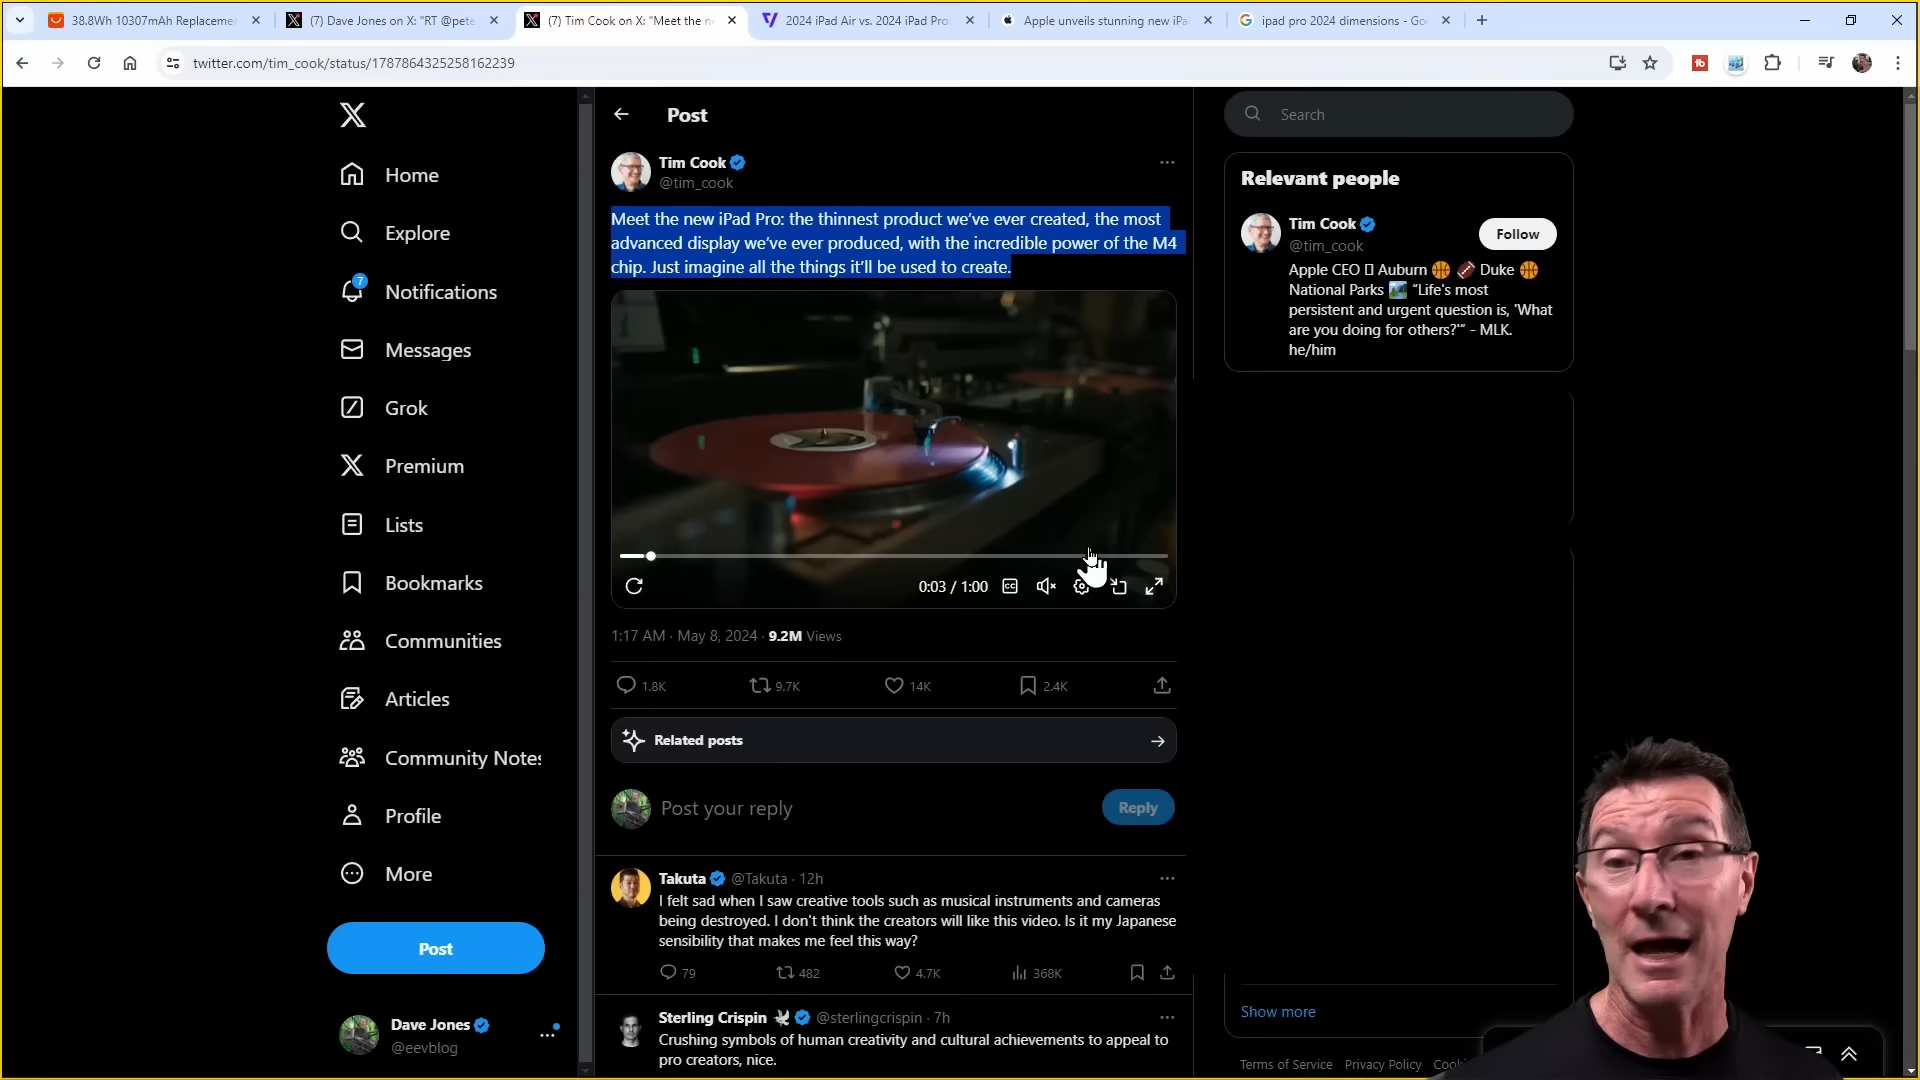 38.8Wh 10307mAh Replaceme
(7) Dave Jones on X: "RT @pete
(7) Tim Cook on X: "Meet the n
2024 iPad Air vs. 2024 iPad Pro
Apple unveils stunning new iPa
ipad pro 2024 dimensions - Go
twitter.com/tim_cook/status/1787864325258162239
Home
Explore
7
Notifications
Messages
Grok
Premium
Lists
Bookmarks
Communities
Articles
Community Notes
Profile
More
Post
Dave Jones
@eevblog
Post
Tim Cook
@tim_cook
Meet the new iPad Pro: the thinnest product we’ve ever created, the most
advanced display we’ve ever produced, with the incredible power of the M4
chip. Just imagine all the things it’ll be used to create.
0:03 / 1:00
CC
1:17 AM · May 8, 2024 · 9.2M Views
1.8K 9.7K 14K 2.4K
Related posts
Post your reply
Reply
Takuta @Takuta · 12h
I felt sad when I saw creative tools such as musical instruments and cameras
being destroyed. I don't think the creators will like this video. Is it my Japanese
sensibility that makes me feel this way?
79 482 4.7K 368K
Sterling Crispin @sterlingcrispin · 7h
Crushing symbols of human creativity and cultural achievements to appeal to
pro creators, nice.
Search
Relevant people
Tim Cook
@tim_cook
Follow
Apple CEO Auburn 🏀 🏈 Duke 🏀
National Parks 🏞️ “Life's most
persistent and urgent question is, 'What
are you doing for others?'“ - MLK.
he/him
Show more
Terms of Service Privacy Policy Cook